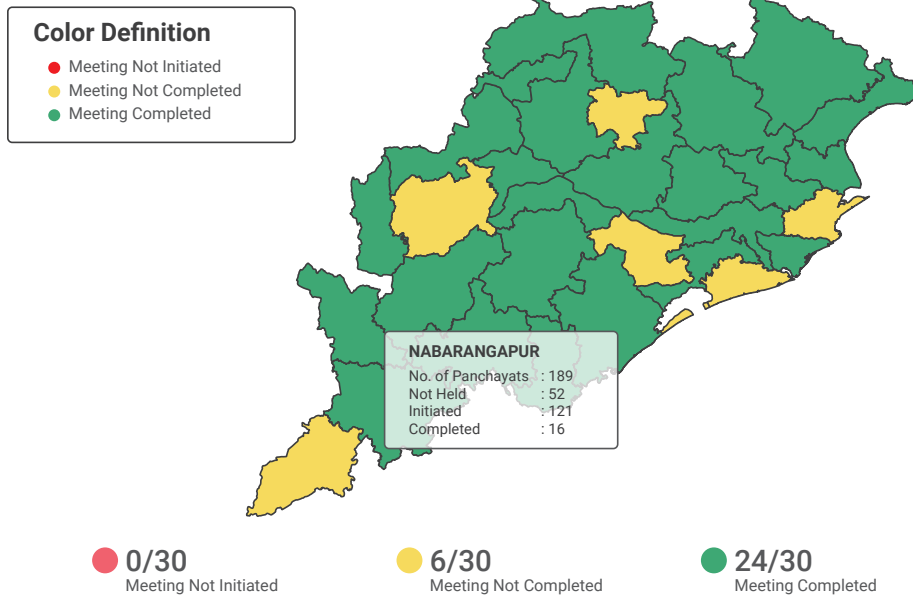 Color Definition
Meeting Not Initiated
Meeting Not Completed
Meeting Completed
NABARANGAPUR
No. of Panchayats : 189
Not Held : 52
Initiated : 121
Completed : 16
0/30
Meeting Not Initiated
6/30
Meeting Not Completed
24/30
Meeting Completed